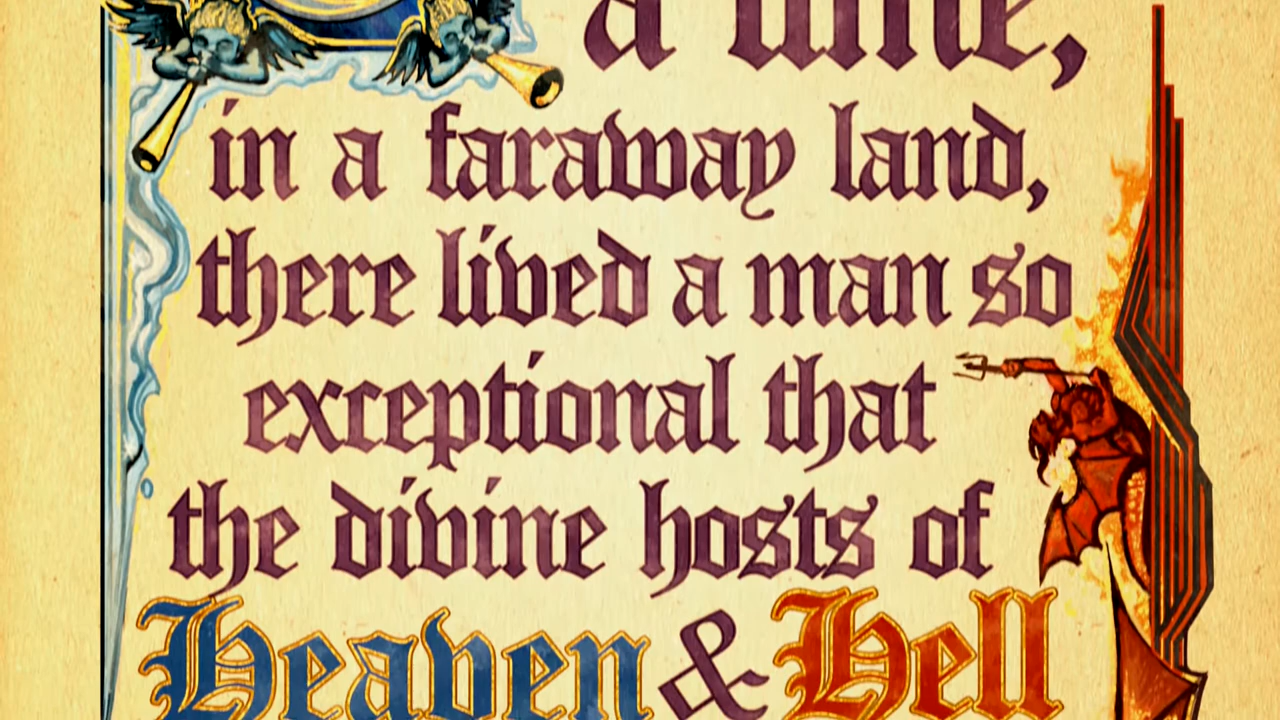 a time,
in a faraway land,
there lived a man so
exceptional that
the divine hosts of
Heaven & Hell